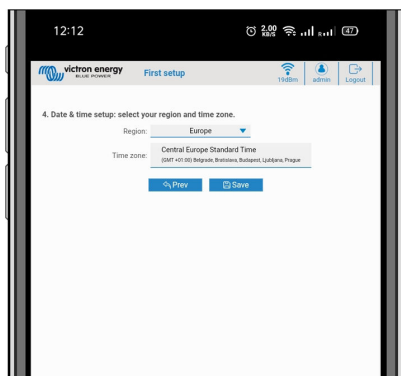 12:12
2.00
KB/S
R
47
victron energy
BLUE POWER
First setup
19dBm
admin
Logout
4. Date & time setup: select your region and time zone.
Region:
Europe
Time zone:
Central Europe Standard Time
(GMT +01:00) Belgrade, Bratislava, Budapest, Ljubljana, Prague
Prev
Save